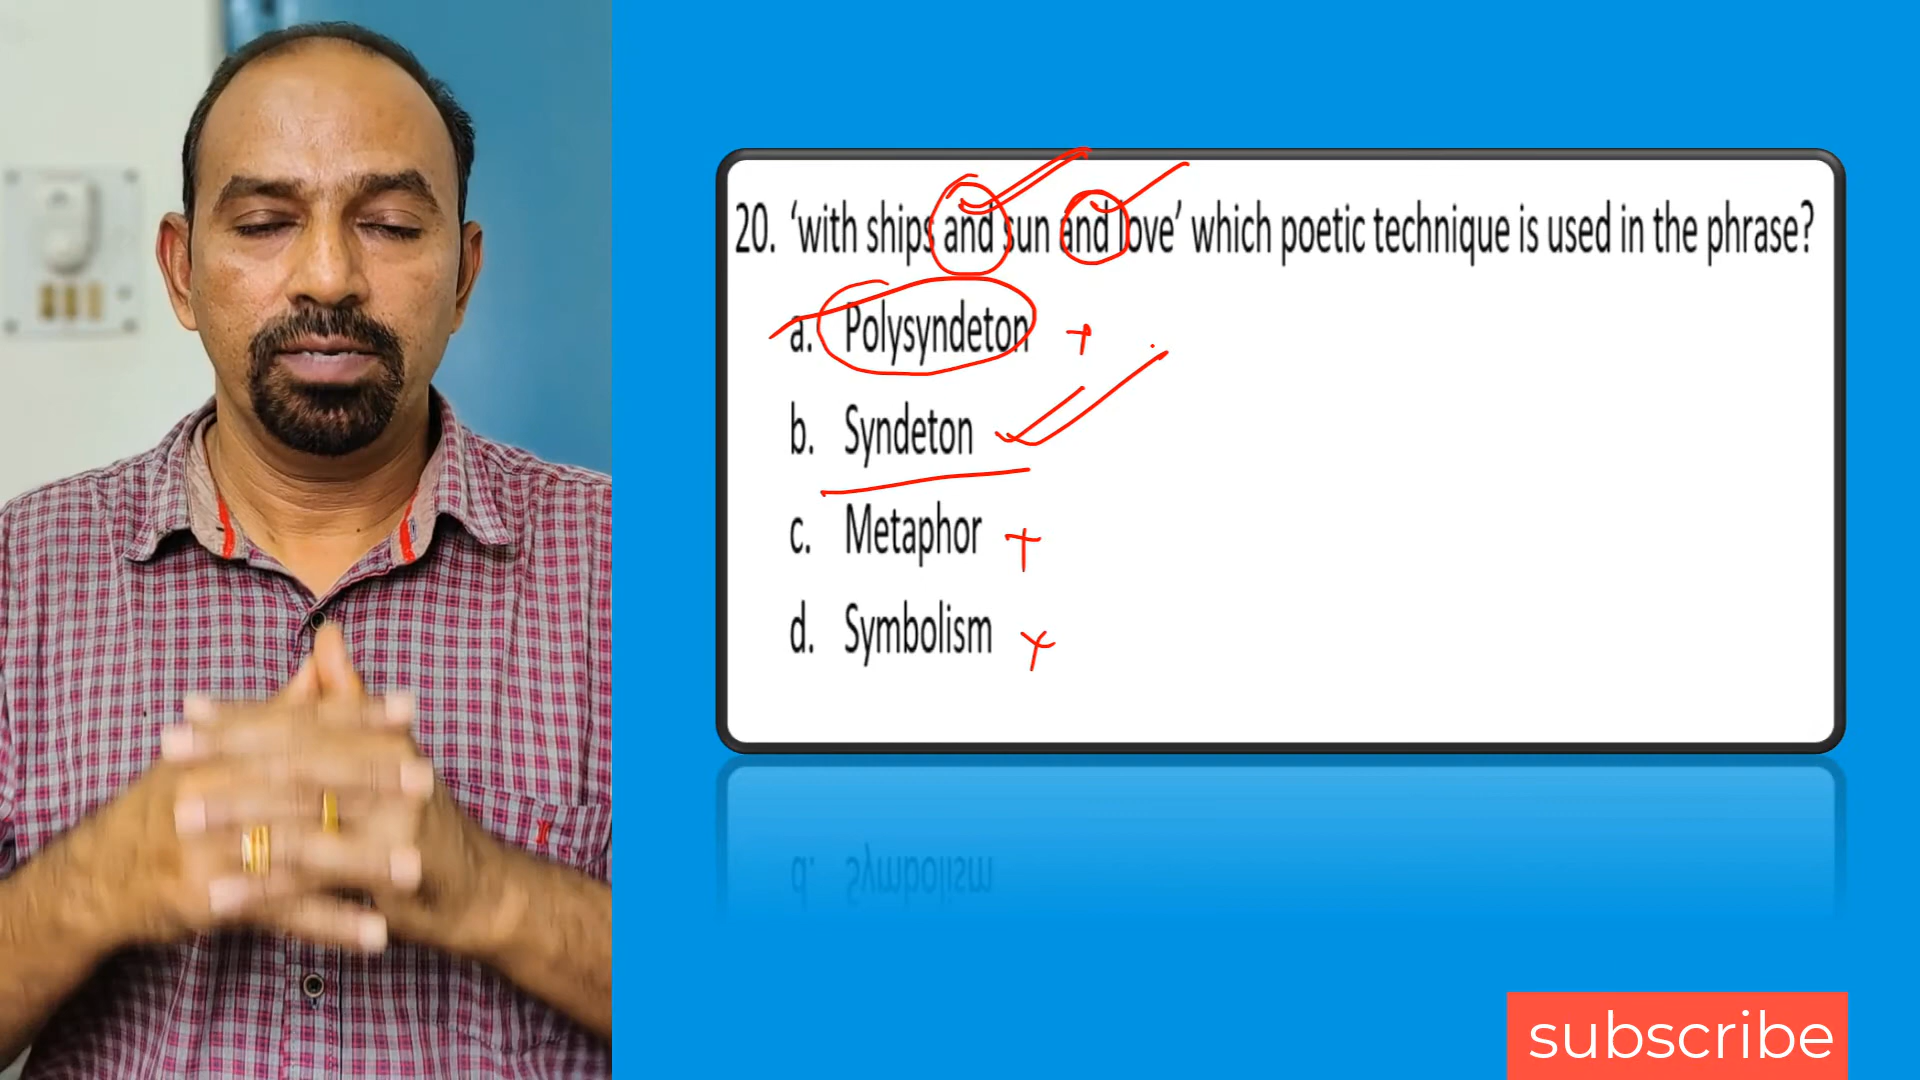 20. ‘with ships and sun and love’ which poetic technique is used in the phrase?
a. Polysyndeton
b. Syndeton
c. Metaphor
d. Symbolism
d. Symbolism
subscribe